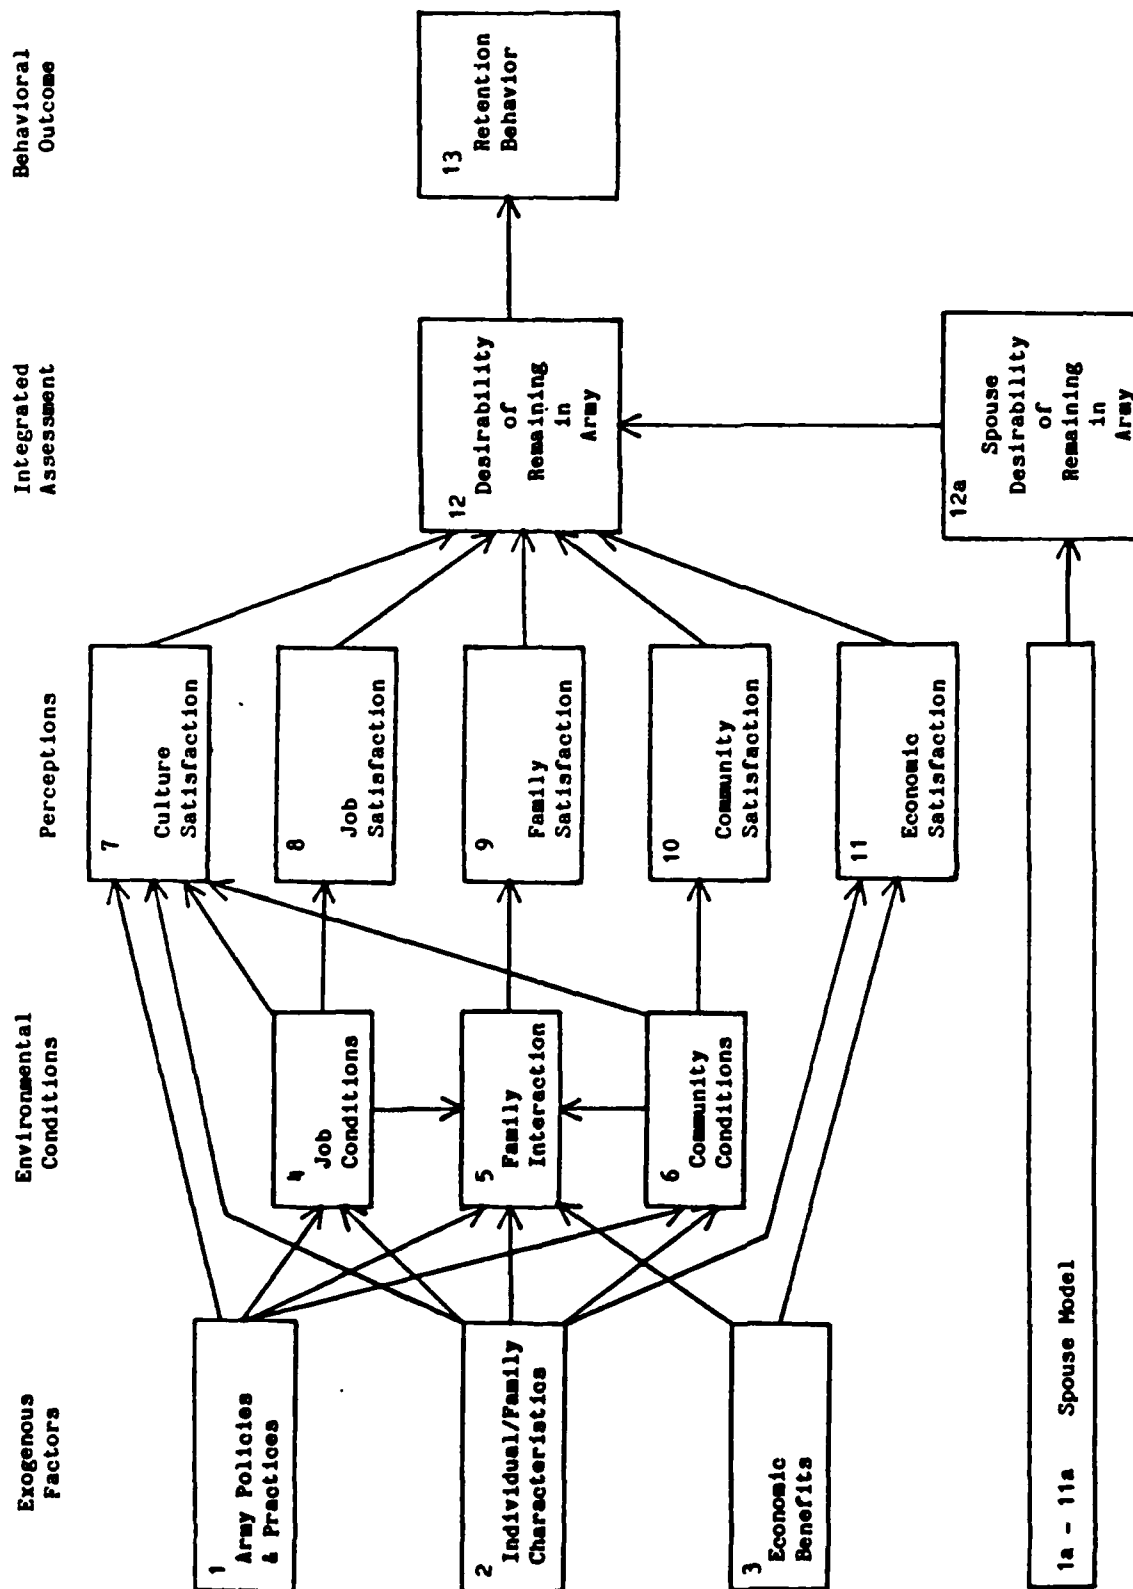 Exogenous
Factors
Environmental
Conditions
Perceptions
Integrated
Assessment
Behavioral
Outcome
1
Army Policies
& Practices
2
Individual/Family
Characteristics
3
Economic
Benefits
4
Job
Conditions
5
Family
Interaction
6
Community
Conditions
7
Culture
Satisfaction
8
Job
Satisfaction
9
Family
Satisfaction
10
Community
Satisfaction
11
Economic
Satisfaction
12
Desirability
of
Remaining
in
Army
13
Retention
Behavior
1a - 11a Spouse Model
12a
Spouse
Desirability
of
Remaining
in
Army